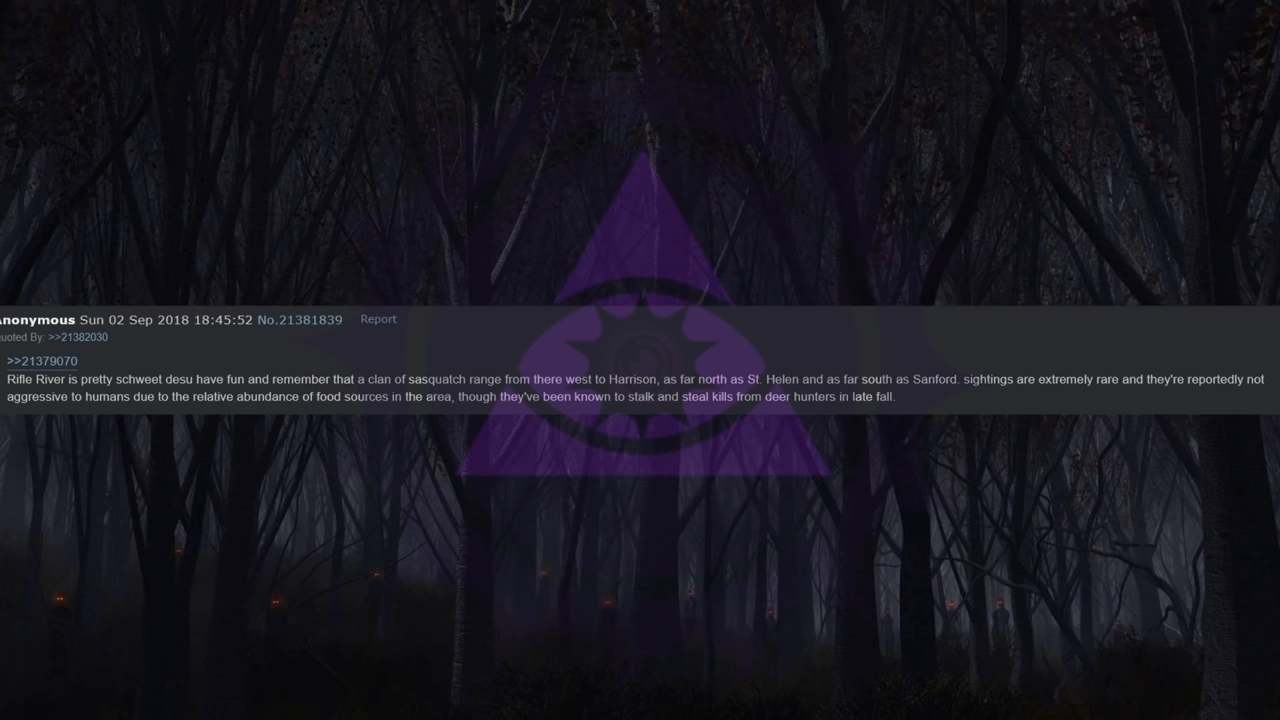 Anonymous Sun 02 Sep 2018 18:45:52 No.21381839 Report
uoted By: >>21382030
>>21379070
Rifle River is pretty schweet desu have fun and remember that a clan of sasquatch range from there west to Harrison, as far north as St. Helen and as far south as Sanford. sightings are extremely rare and they're reportedly not
aggressive to humans due to the relative abundance of food sources in the area, though they've been known to stalk and steal kills from deer hunters in late fall.